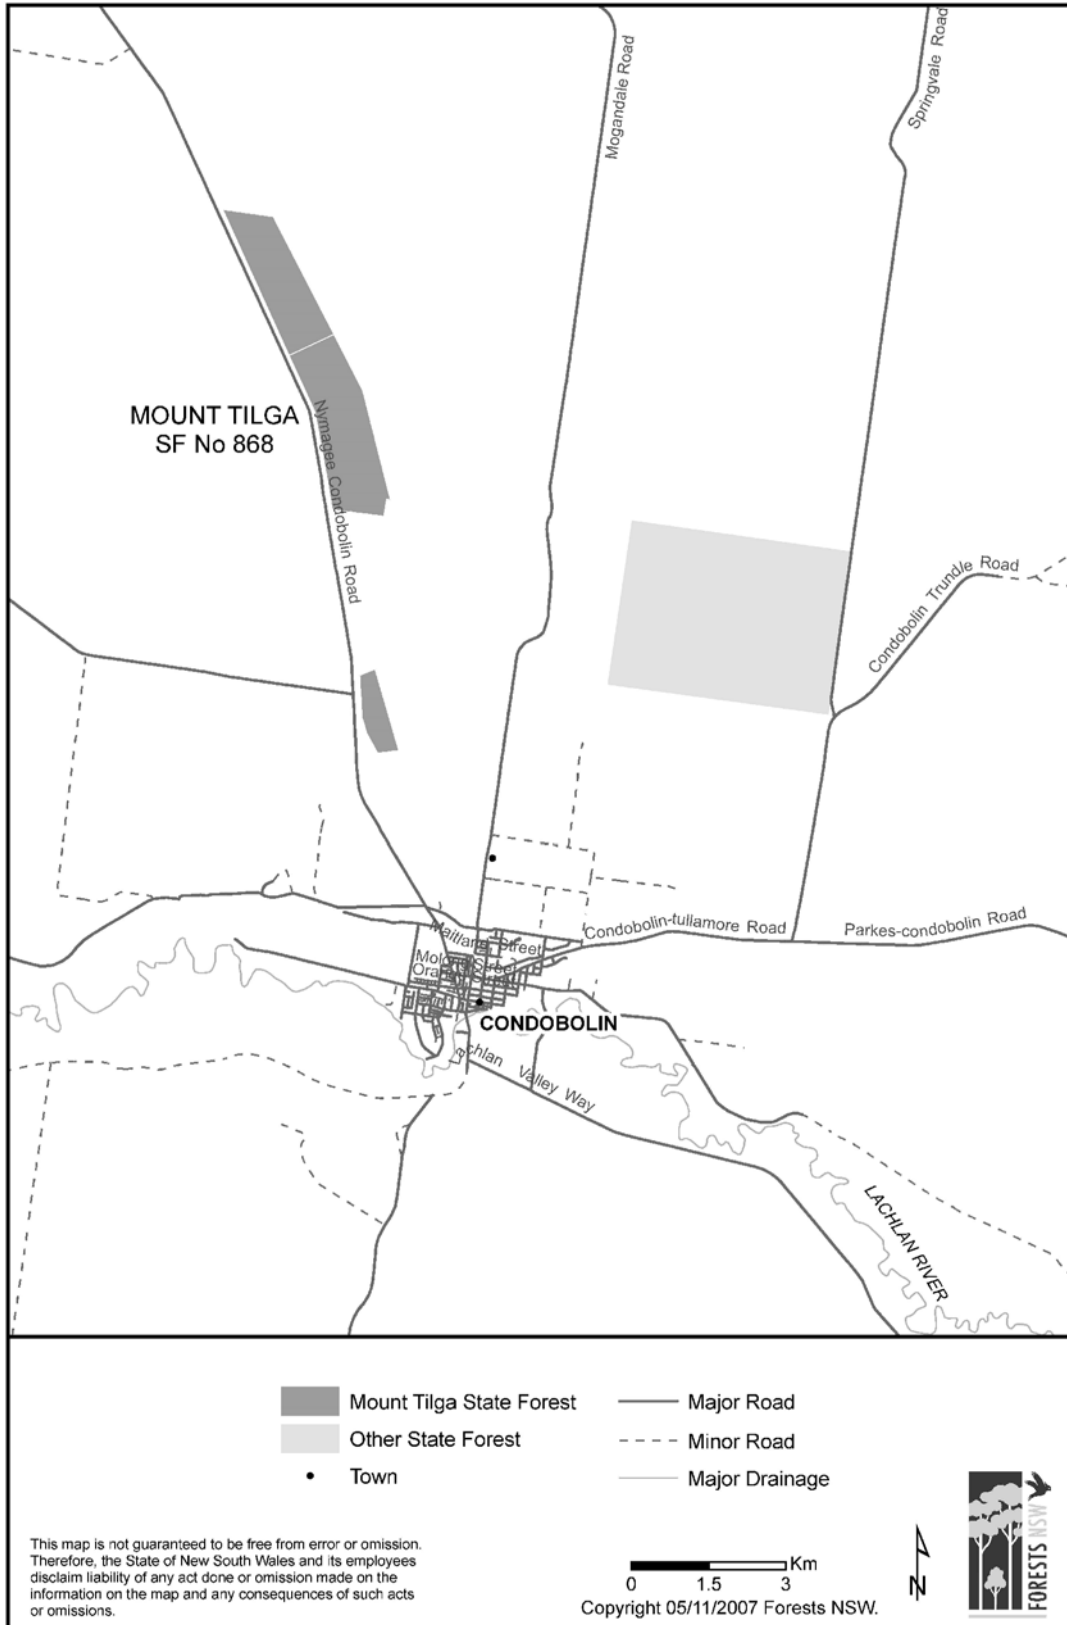 Mogandale Road
Springvale Road
MOUNT TILGA
SF No 868
Nymagee Condobolin Road
Condobolin Trundle Road
Condobolin-tullamore Road
Parkes-condobolin Road
Maitland Street
Molong Street
CONDOBOLIN
Lachlan Valley Way
LACHLAN RIVER
Mount Tilga State Forest
Other State Forest
Town
Major Road
Minor Road
Major Drainage
This map is not guaranteed to be free from error or omission.
Therefore, the State of New South Wales and its employees
disclaim liability of any act done or omission made on the
information on the map and any consequences of such acts
or omissions.
Km
0 1.5 3
Copyright 05/11/2007 Forests NSW.
N
FORESTS NSW